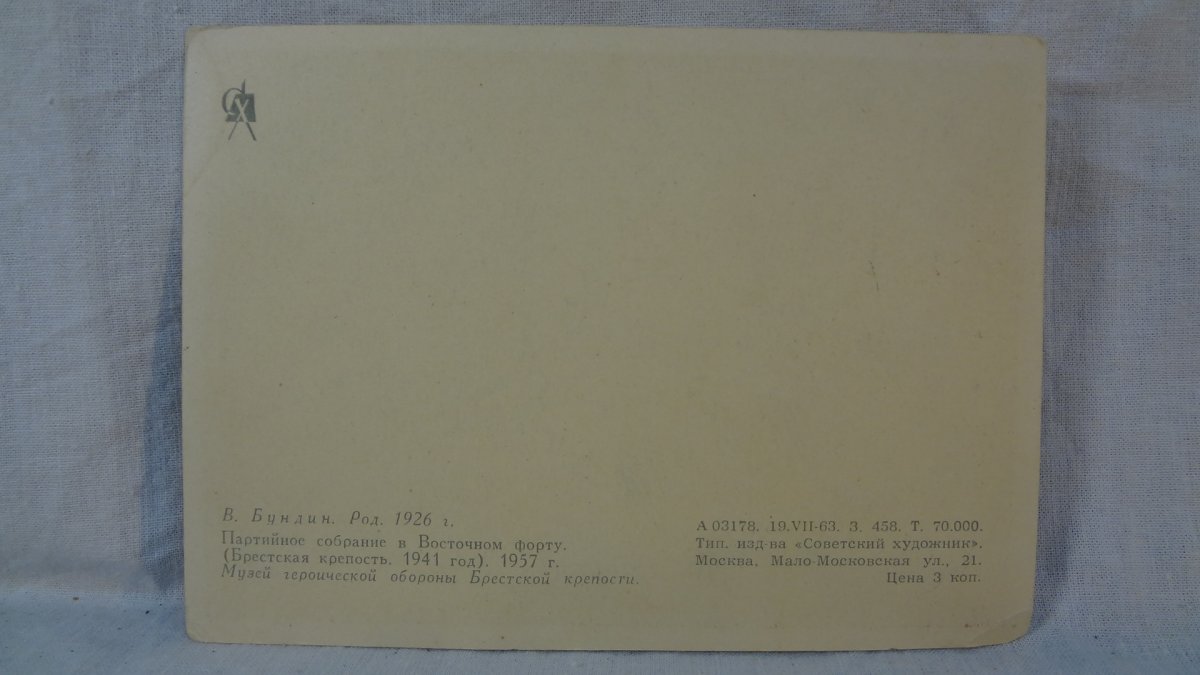 СХ
В. Бундин. Род. 1926 г.
Партийное собрание в Восточном форту.
(Брестская крепость. 1941 год). 1957 г.
Музей героической обороны Брестской крепости.
А 03178. 19.VII-63. З. 458. Т. 70.000.
Тип. изд-ва «Советский художник».
Москва, Мало-Московская ул., 21.
Цена 3 коп.